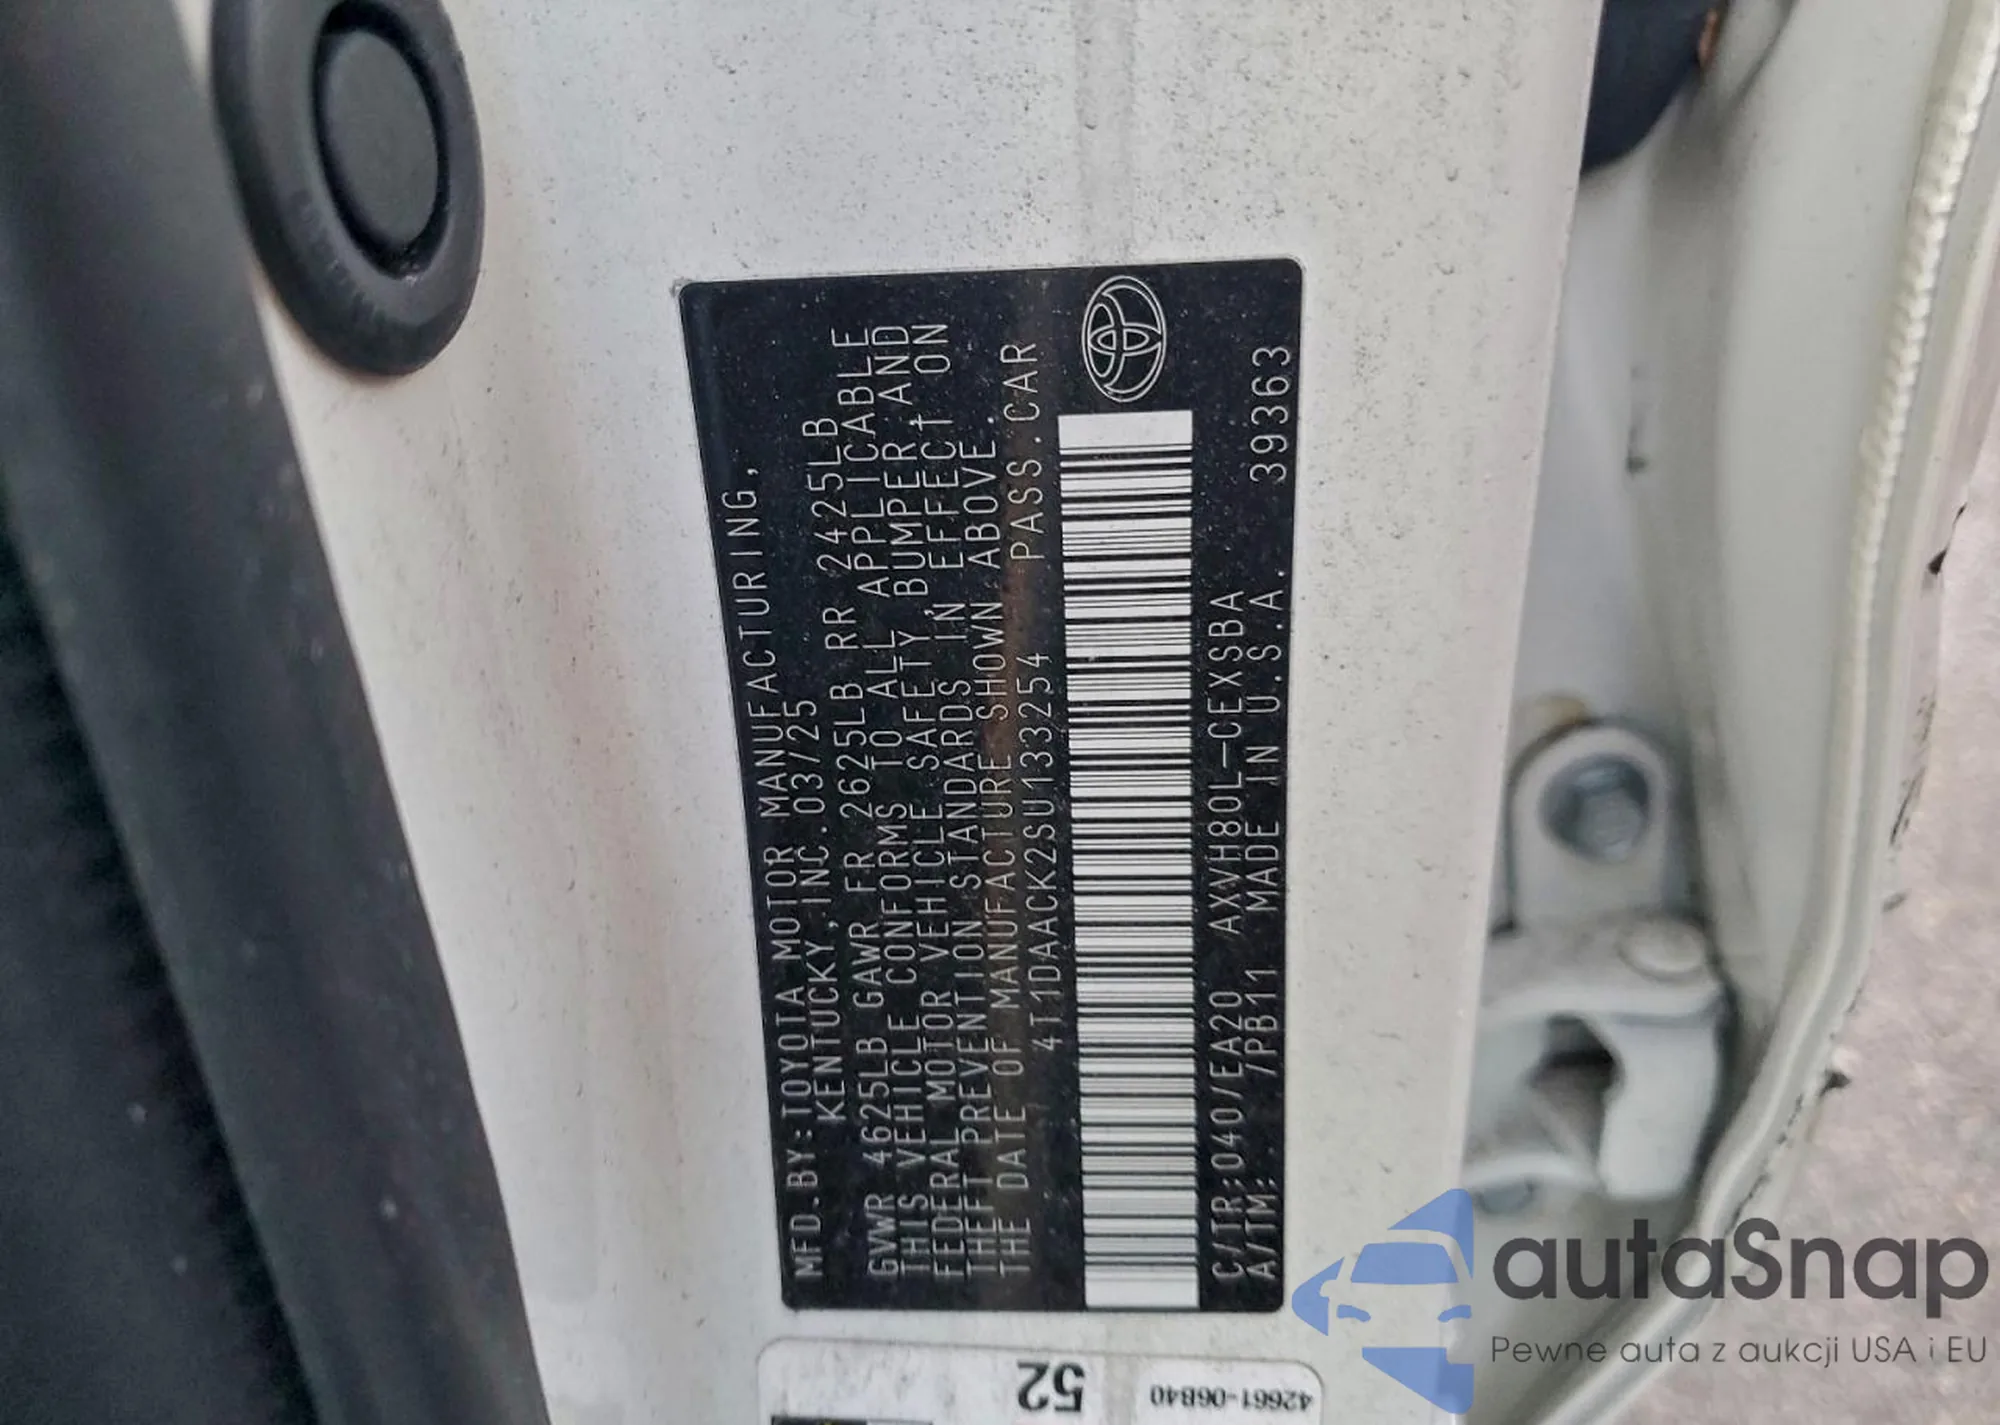 MFD.BY:TOYOTA MOTOR MANUFACTURING,
KENTUCKY,INC.03/25
GVWR 4625LB GAWR FR 2625LB RR 2425LB
THIS VEHICLE CONFORMS TO ALL APPLICABLE
FEDERAL MOTOR VEHICLE SAFETY,BUMPER,AND
THEFT PREVENTION STANDARDS IN EFFECT ON
THE DATE OF MANUFACTURE SHOWN ABOVE.
4T1DAACK2SU133254 PASS.CAR
C/TR:040/EA20 AXVH80L-CEXSBA
A/TM: /PB11 MADE IN U.S.A. 39363
52
42661-06B40
autaSnap
Pewne auta z aukcji USA i EU